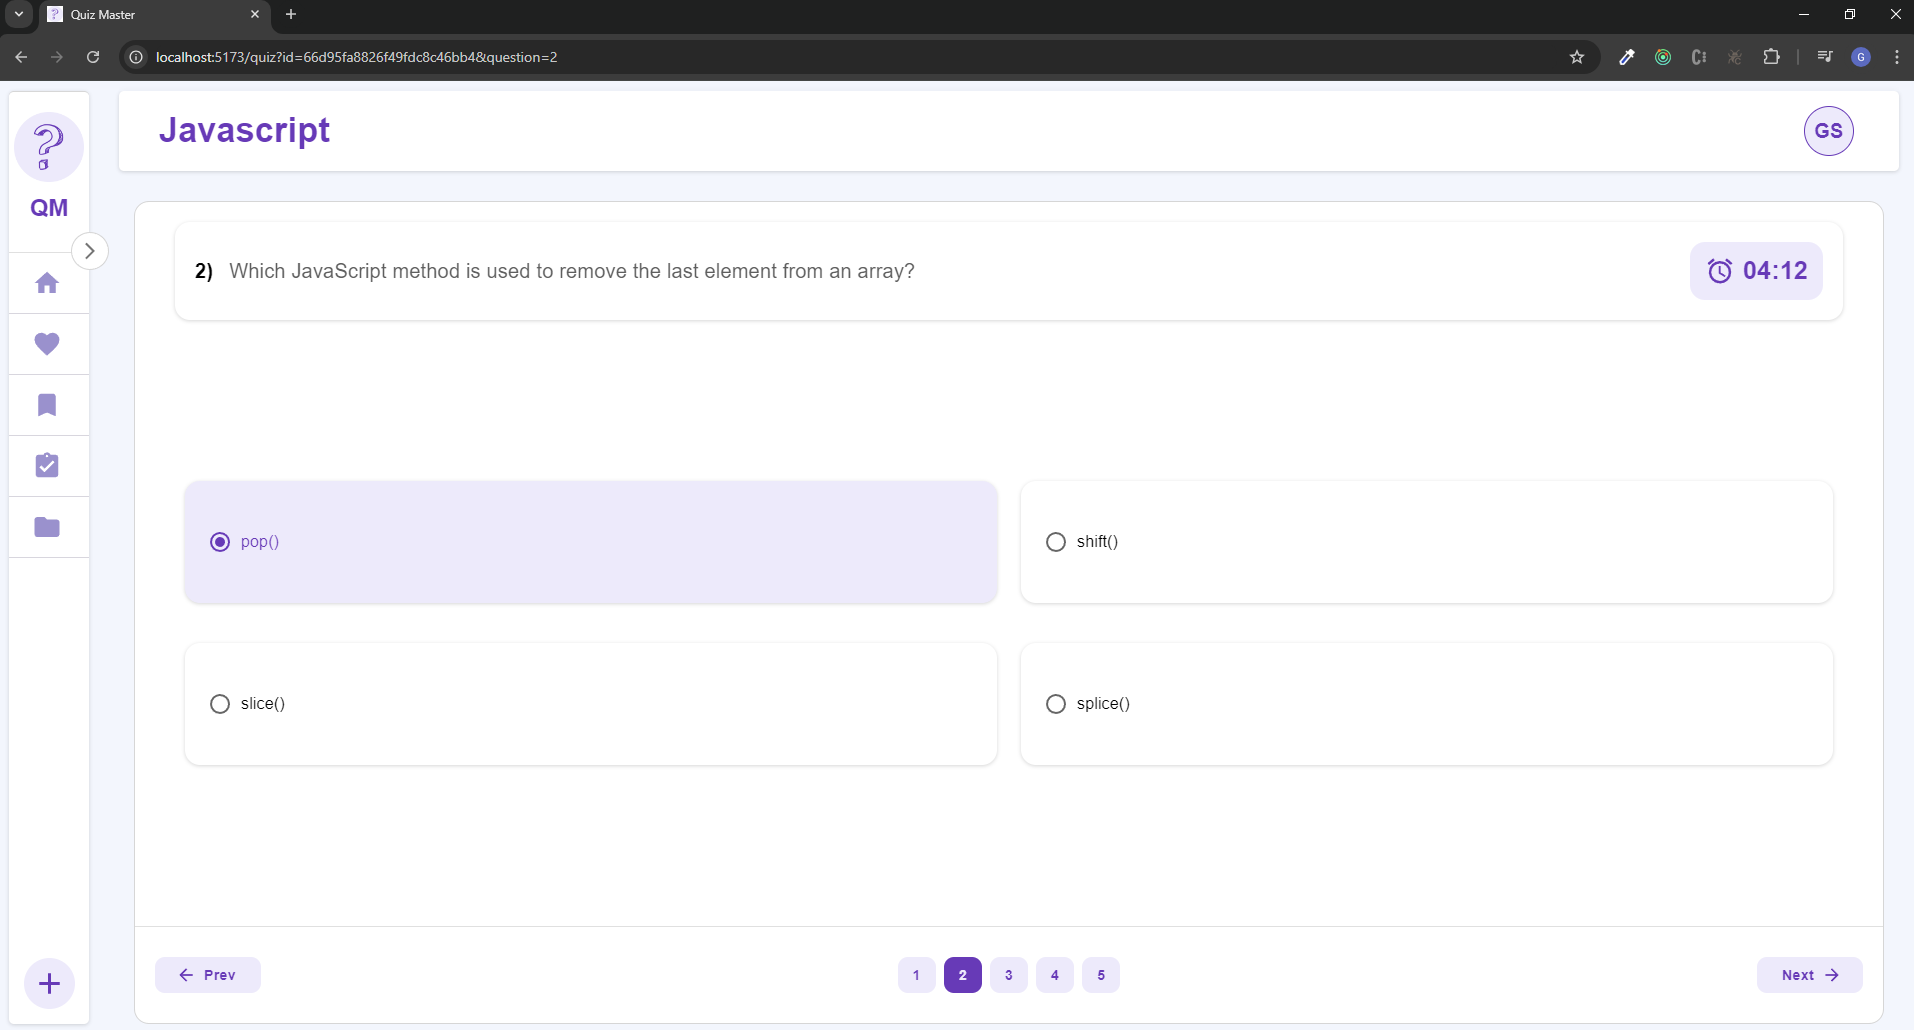 Quiz Master
localhost:5173/quiz?id=66d95fa8826f49fdc8c46bb4&question=2
G
?
QM
Javascript
GS
2) Which JavaScript method is used to remove the last element from an array?
04:12
pop()
shift()
slice()
splice()
Prev
1 2 3 4 5
Next